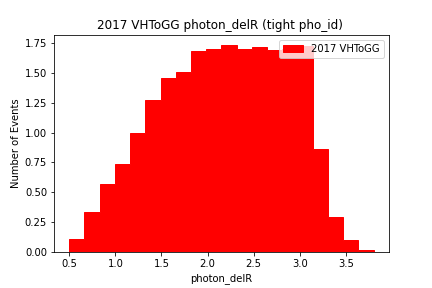 2017 VHToGG photon_delR (tight pho_id)
2017 VHToGG
Number of Events
1.75
1.50
1.25
1.00
0.75
0.50
0.25
0.00
0.5 1.0 1.5 2.0 2.5 3.0 3.5
photon_delR